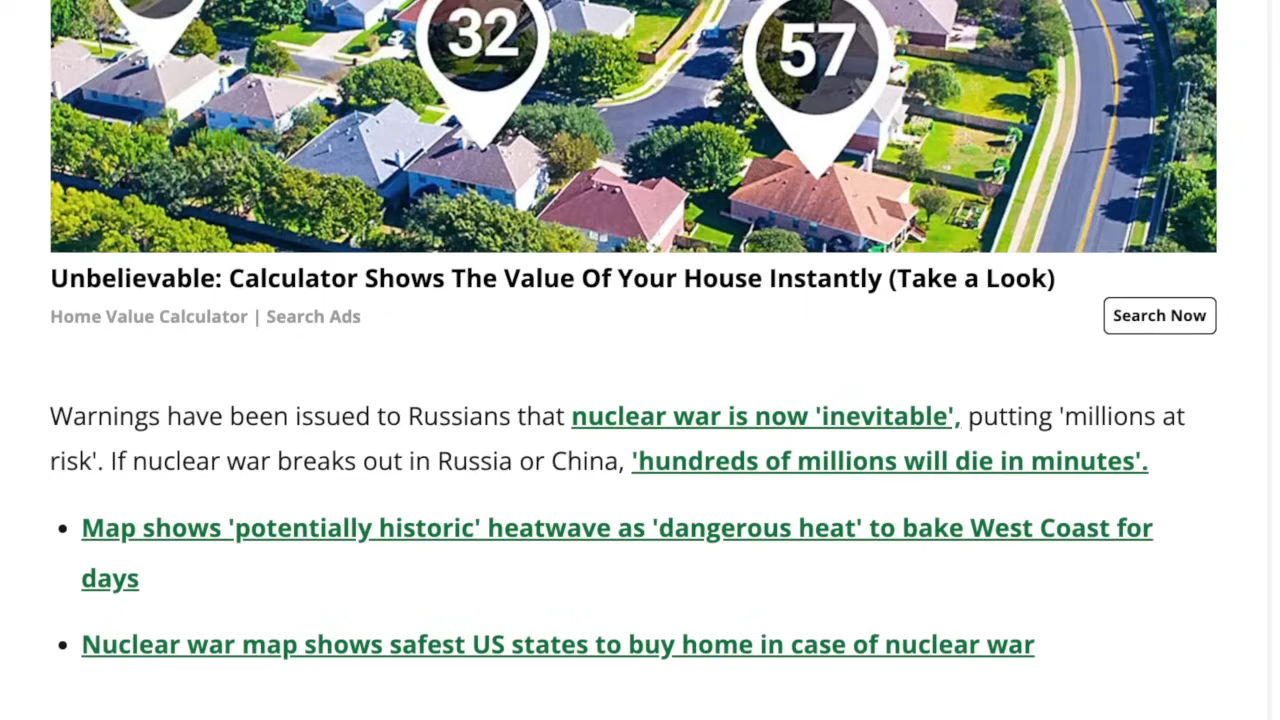 32
57
Unbelievable: Calculator Shows The Value Of Your House Instantly (Take a Look)
Home Value Calculator | Search Ads
Search Now
Warnings have been issued to Russians that nuclear war is now 'inevitable', putting 'millions at
risk'. If nuclear war breaks out in Russia or China, 'hundreds of millions will die in minutes'.
• Map shows 'potentially historic' heatwave as 'dangerous heat' to bake West Coast for
days
• Nuclear war map shows safest US states to buy home in case of nuclear war